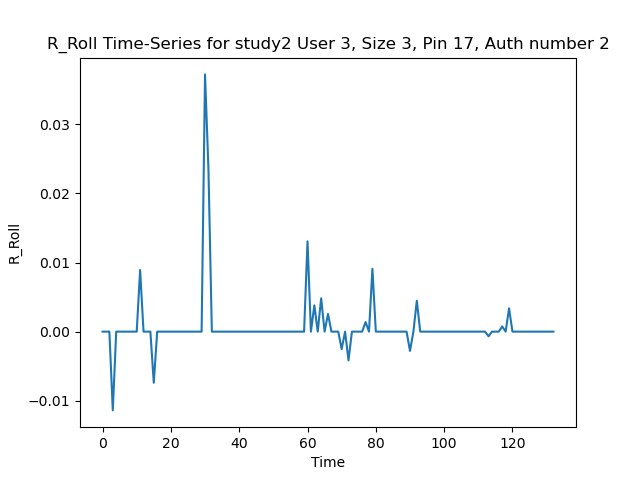 R_Roll Time-Series for study2 User 3, Size 3, Pin 17, Auth number 2
0.03
0.02
0.01
0.00
−0.01
R_Roll
0 20 40 60 80 100 120
Time